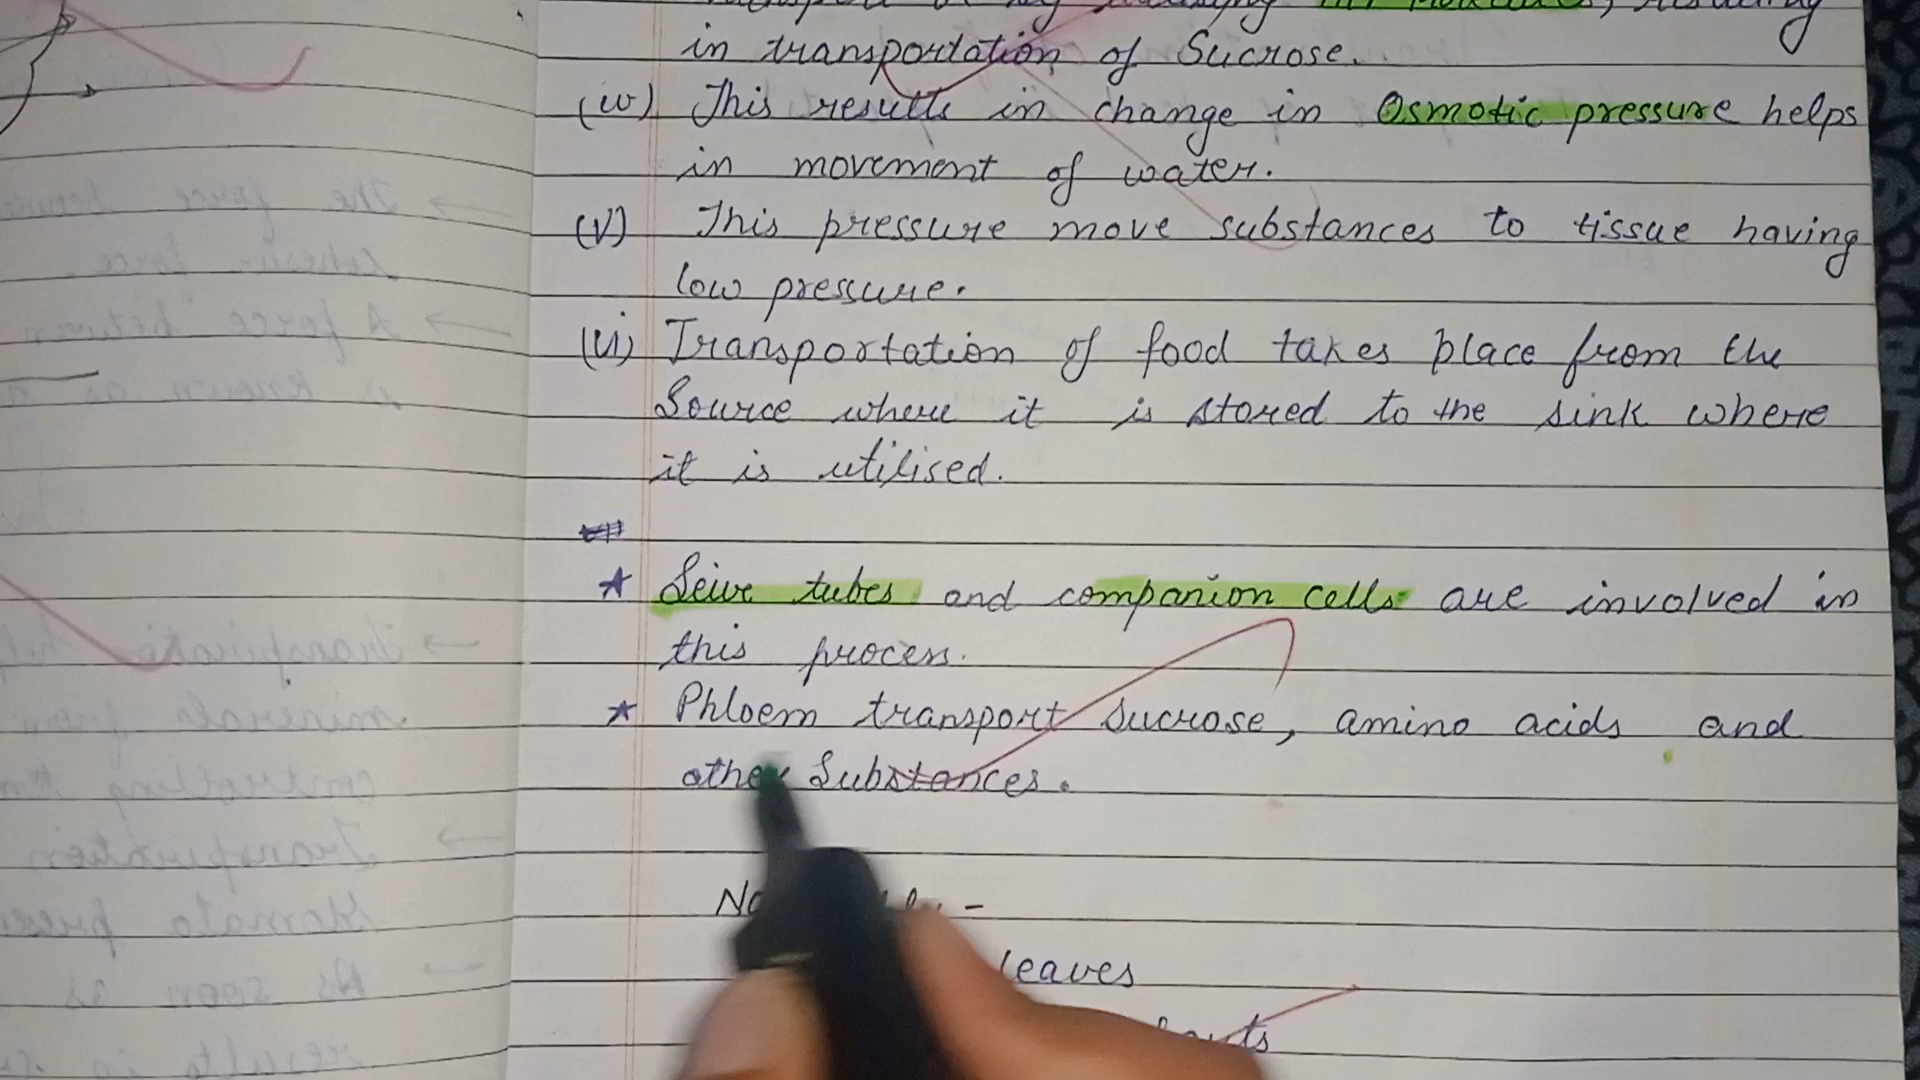 in transportation of Sucrose.
(iv) This results in change in Osmotic pressure helps
in movement of water.
(V) This pressure move substances to tissue having
low pressure.
(vi) Transportation of food takes place from the
Source where it is stored to the sink where
it is utilised.
★ Seive tubes and companion cells are involved in
this process.
★ Phloem transport sucrose, amino acids and
other Substances.
leaves